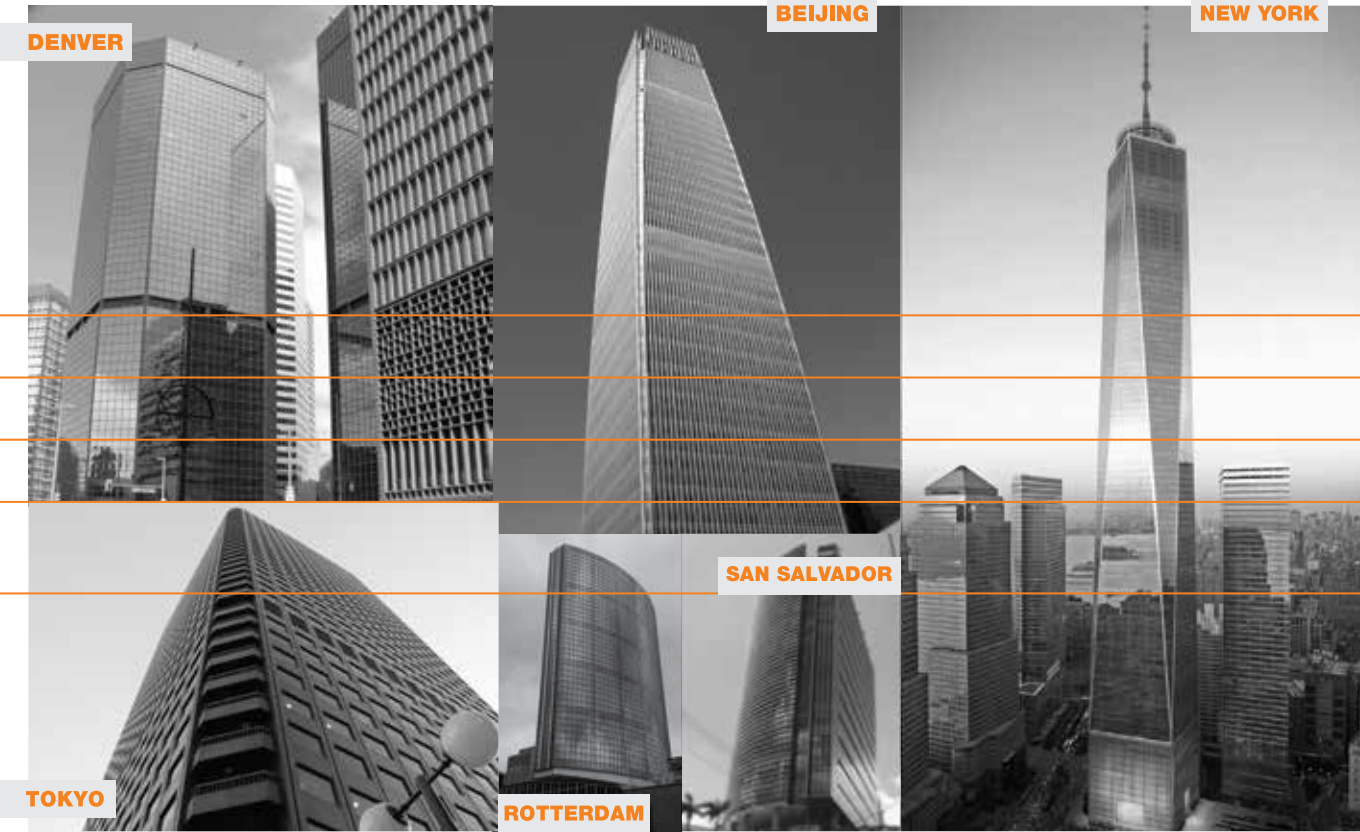 BEIJING
NEW YORK
DENVER
SAN SALVADOR
TOKYO
ROTTERDAM